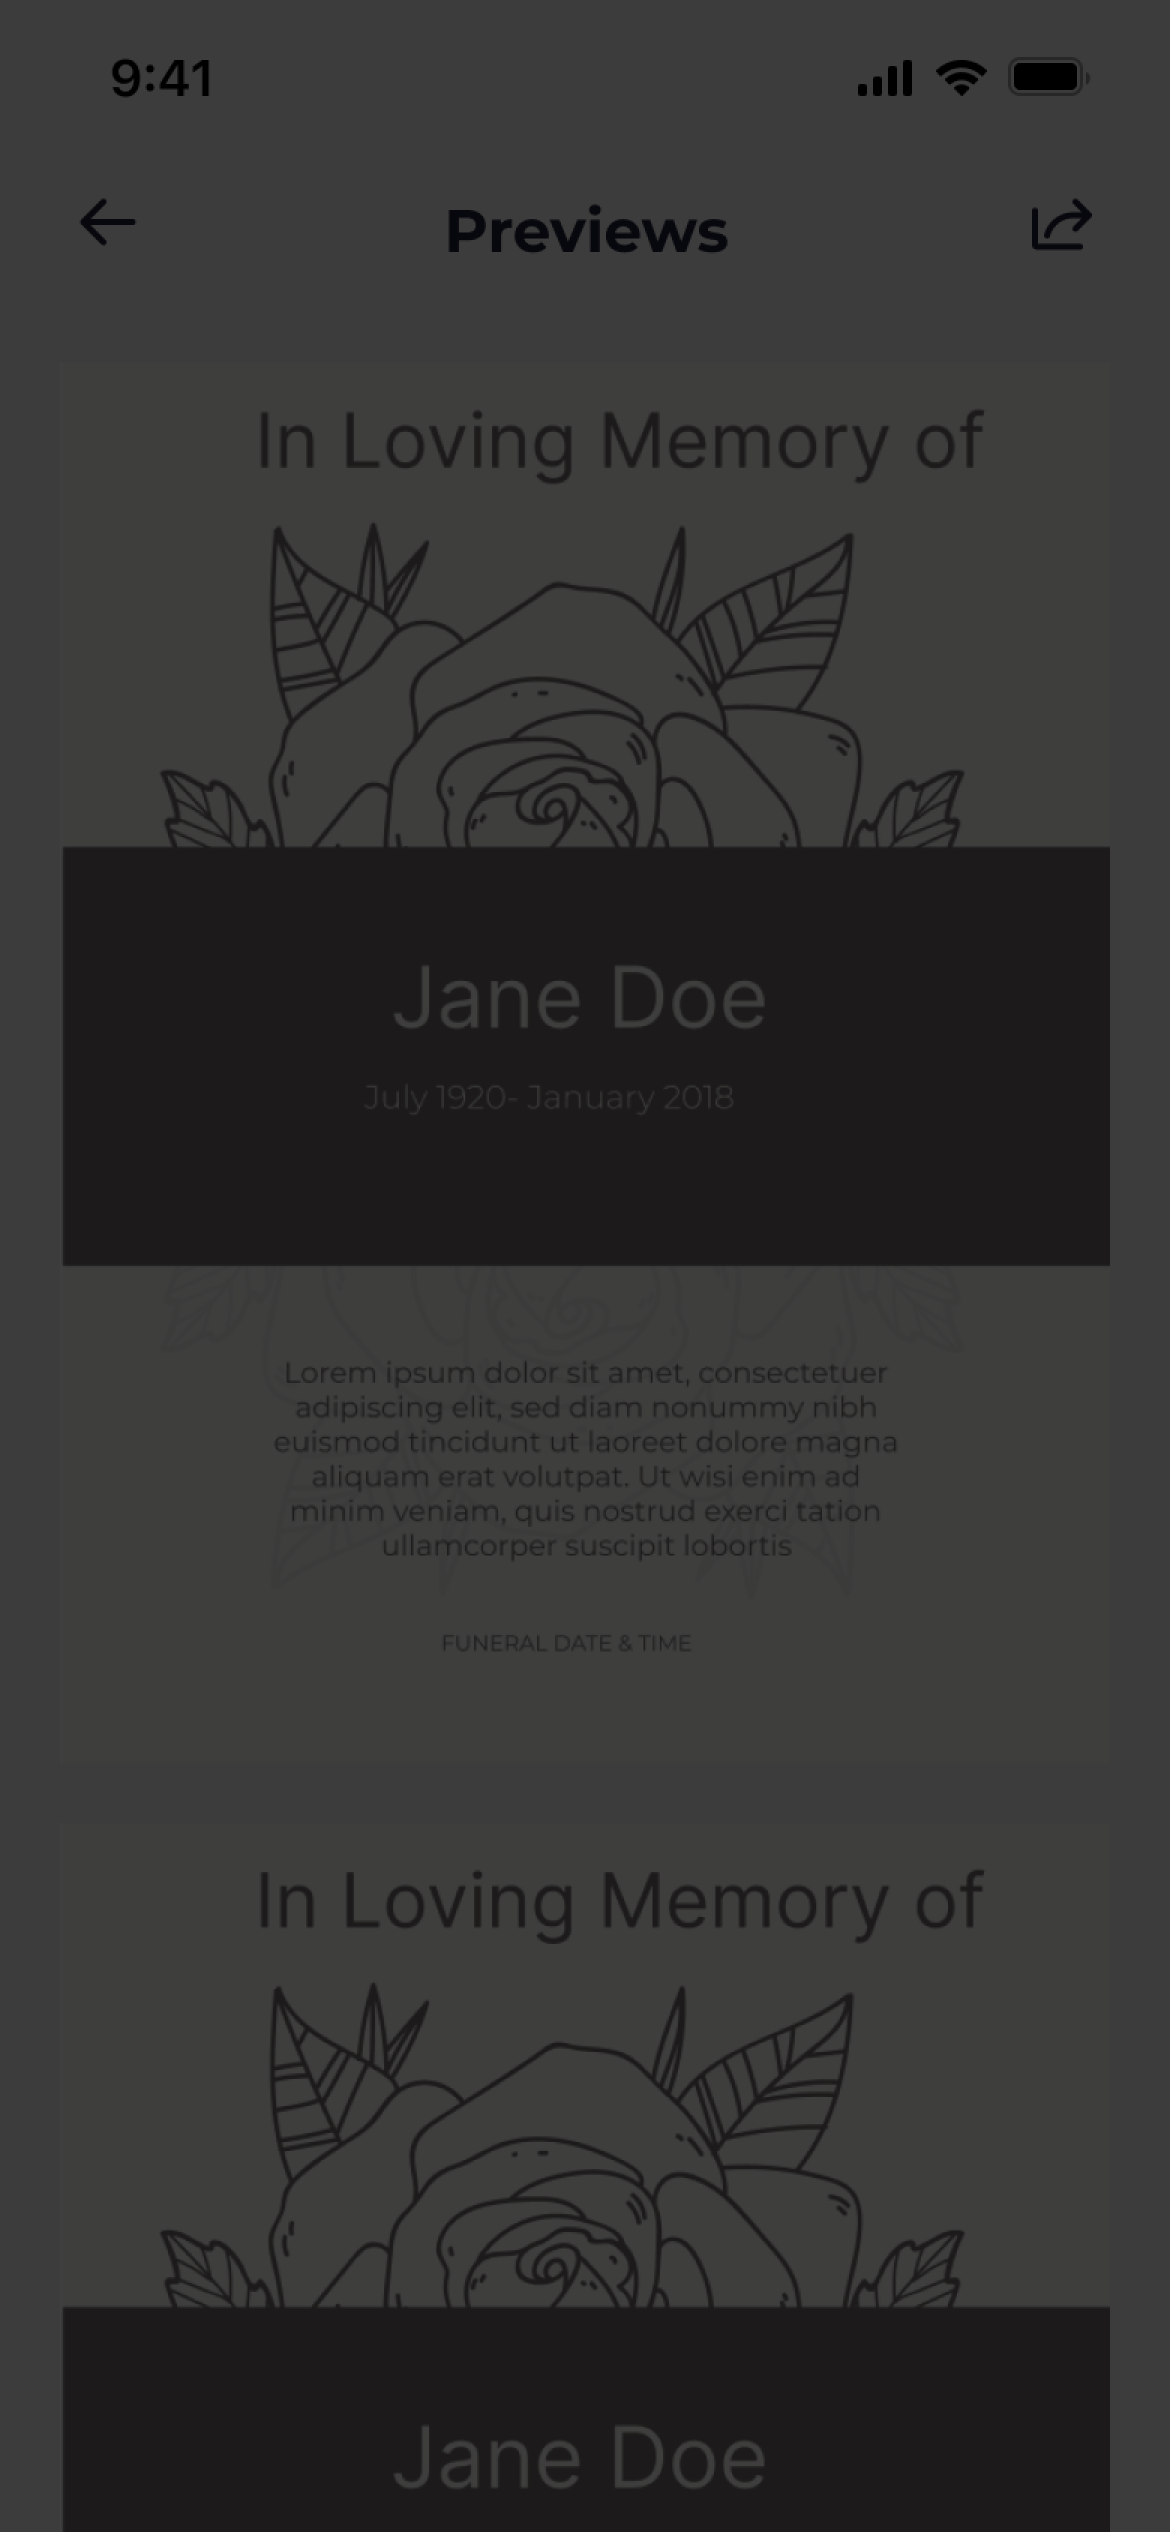 9:41
Previews
In Loving Memory of
Jane Doe
July 1920- January 2018
Lorem ipsum dolor sit amet, consectetuer
adipiscing elit, sed diam nonummy nibh
euismod tincidunt ut laoreet dolore magna
aliquam erat volutpat. Ut wisi enim ad
minim veniam, quis nostrud exerci tation
ullamcorper suscipit lobortis
FUNERAL DATE & TIME
In Loving Memory of
Jane Doe